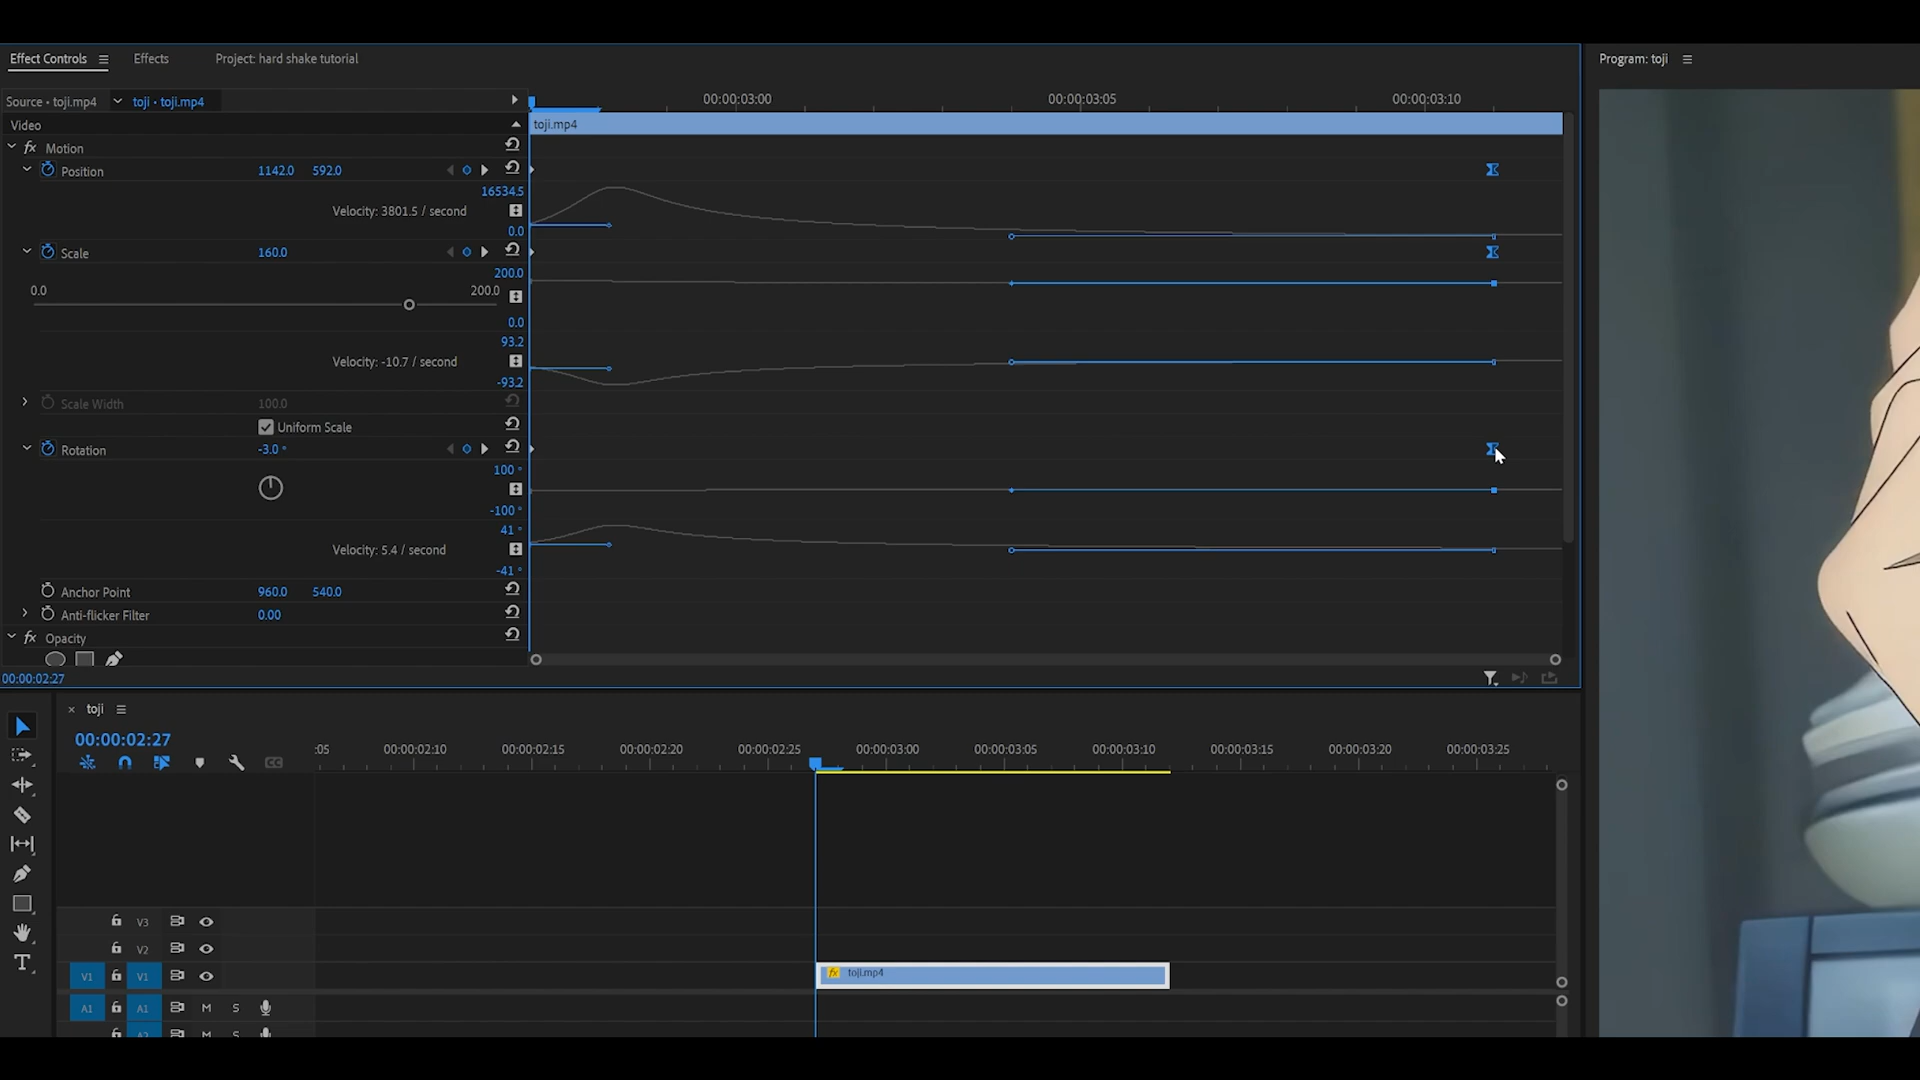 Effect Controls Effects Project: hard shake tutorial Program: toji
Source • toji.mp4 toji • toji.mp4 00:00:03:00 00:00:03:05 00:00:03:10
Video toji.mp4
fx Motion
Position 1142.0 592.0
16534.5
Velocity: 3801.5 / second
0.0
Scale 160.0
200.0
0.0 200.0
0.0
93.2
Velocity: -10.7 / second
-93.2
Scale Width 100.0
Uniform Scale
Rotation -3.0 °
100 °
-100 °
41 °
Velocity: 5.4 / second
-41 °
Anchor Point 960.0 540.0
Anti-flicker Filter 0.00
fx Opacity
00:00:02:27
× toji
00:00:02:27
:05 00:00:02:10 00:00:02:15 00:00:02:20 00:00:02:25 00:00:03:00 00:00:03:05 00:00:03:10 00:00:03:15 00:00:03:20 00:00:03:25
CC
V3
V2
V1 V1 fx toji.mp4
A1 A1 M S
A2 M S
T